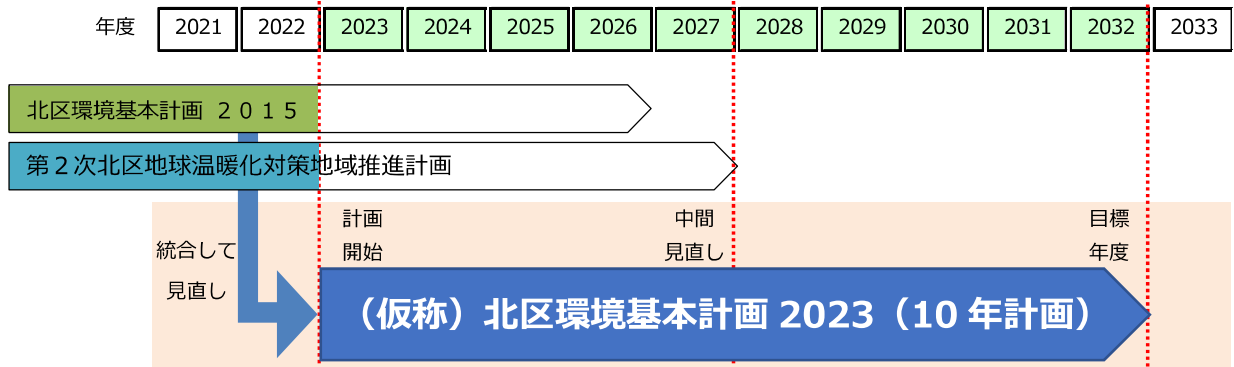 年度 2021 2022 2023 2024 2025 2026 2027 2028 2029 2030 2031 2032 2033
北区環境基本計画 ２０１５
第２次北区地球温暖化対策地域推進計画
統合して
見直し
計画
開始
中間
見直し
目標
年度
（仮称）北区環境基本計画 2023（10 年計画）